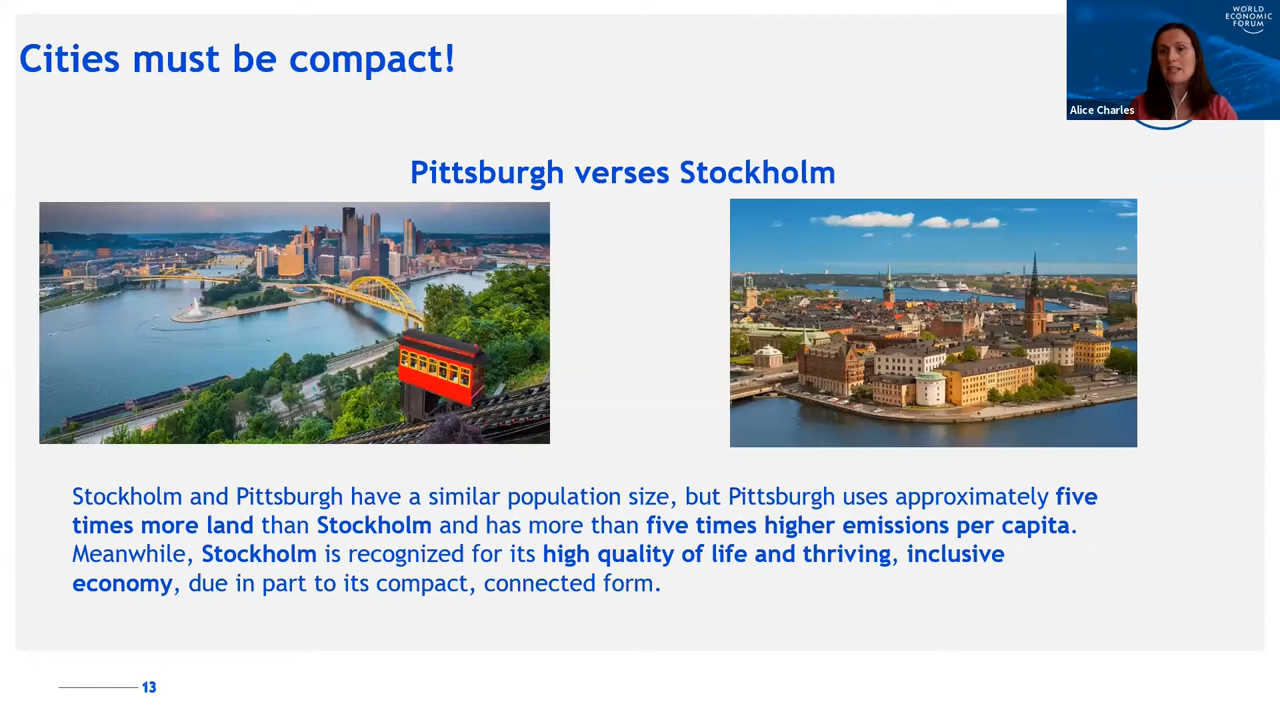 Cities must be compact!
WORLD
ECONOMIC
FORUM
Alice Charles
Pittsburgh verses Stockholm
Stockholm and Pittsburgh have a similar population size, but Pittsburgh uses approximately five
times more land than Stockholm and has more than five times higher emissions per capita.
Meanwhile, Stockholm is recognized for its high quality of life and thriving, inclusive
economy, due in part to its compact, connected form.
13